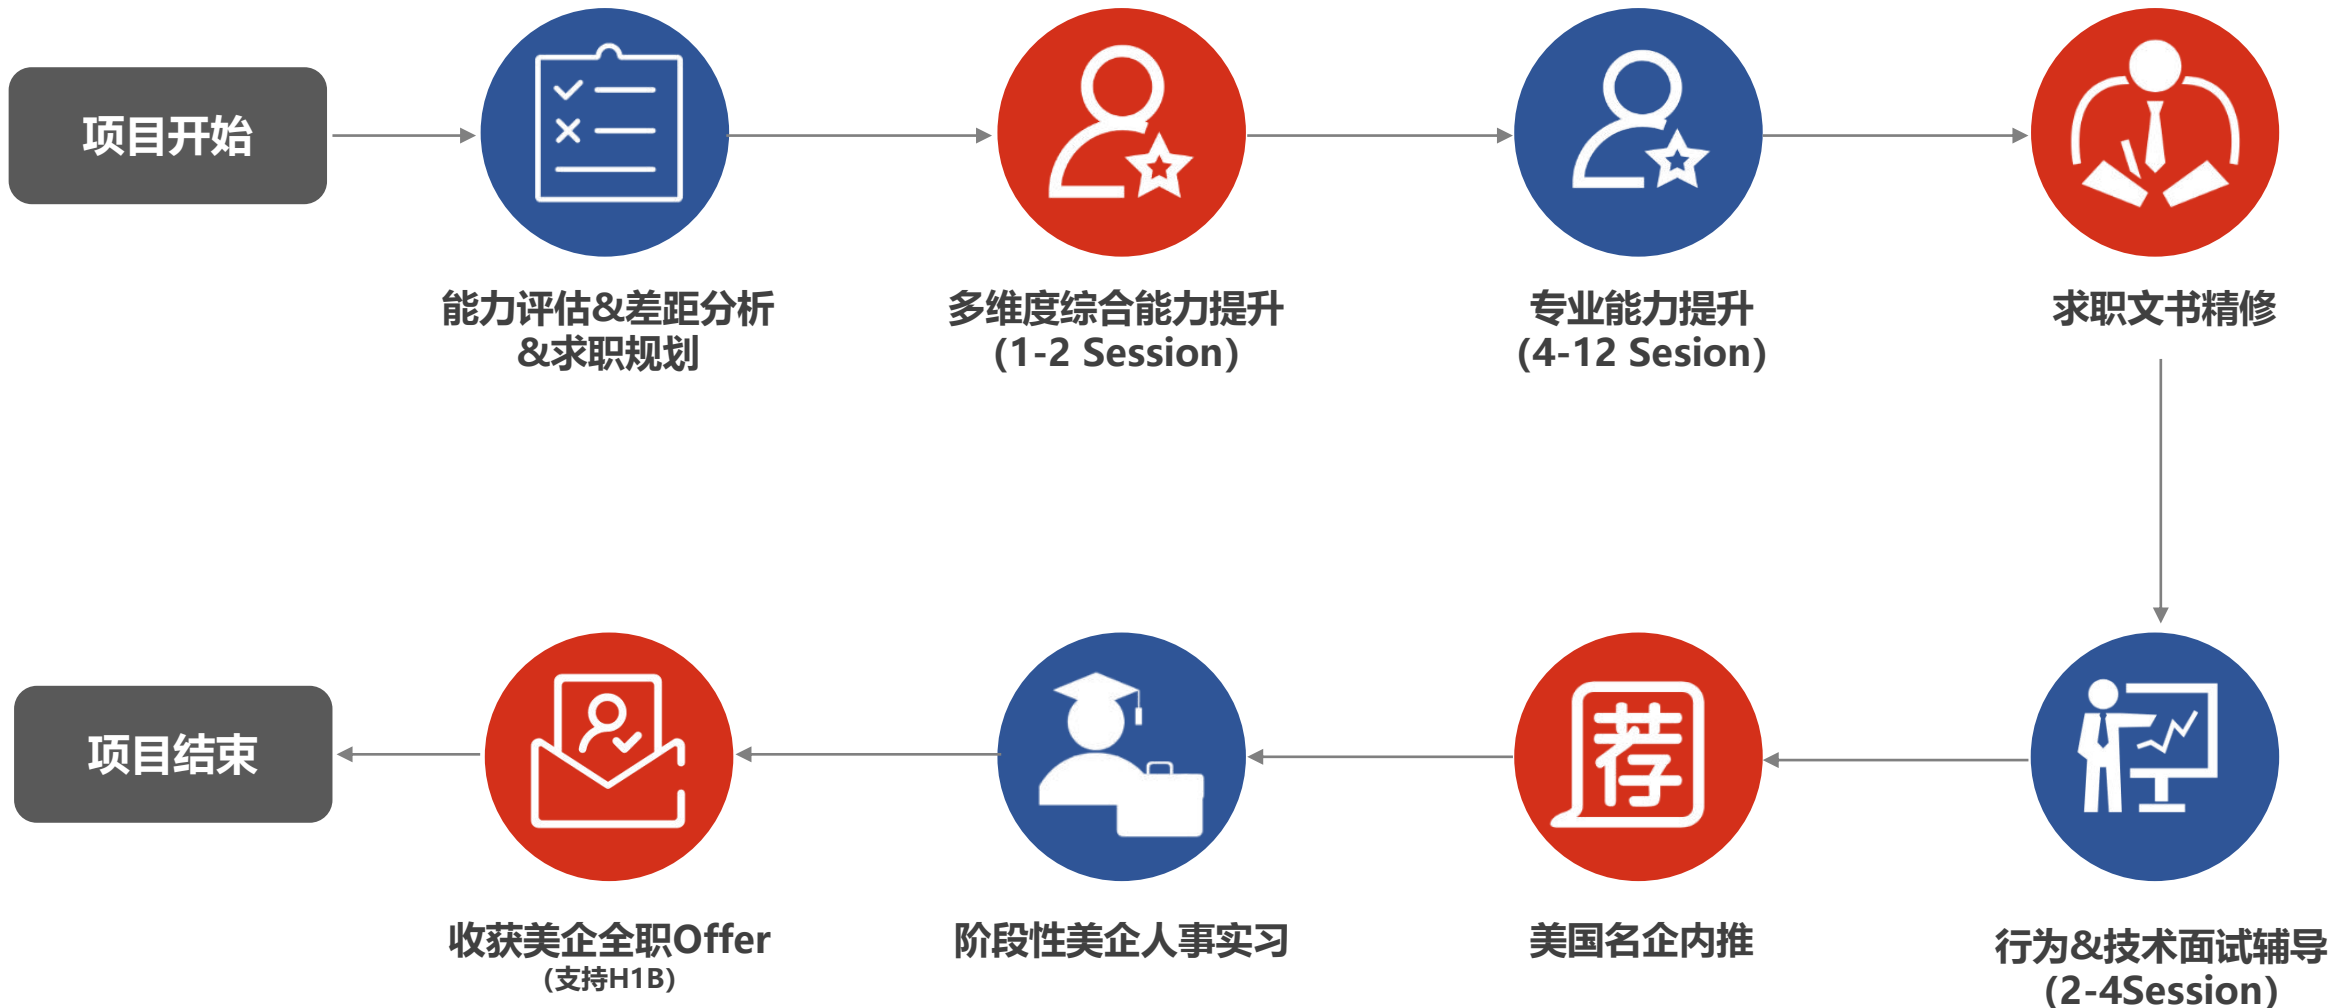 项目开始
能力评估&差距分析
&求职规划
多维度综合能力提升
(1-2 Session)
专业能力提升
(4-12 Sesion)
求职文书精修
行为&技术面试辅导
(2-4Session)
荐
美国名企内推
阶段性美企人事实习
收获美企全职Offer
(支持H1B)
项目结束